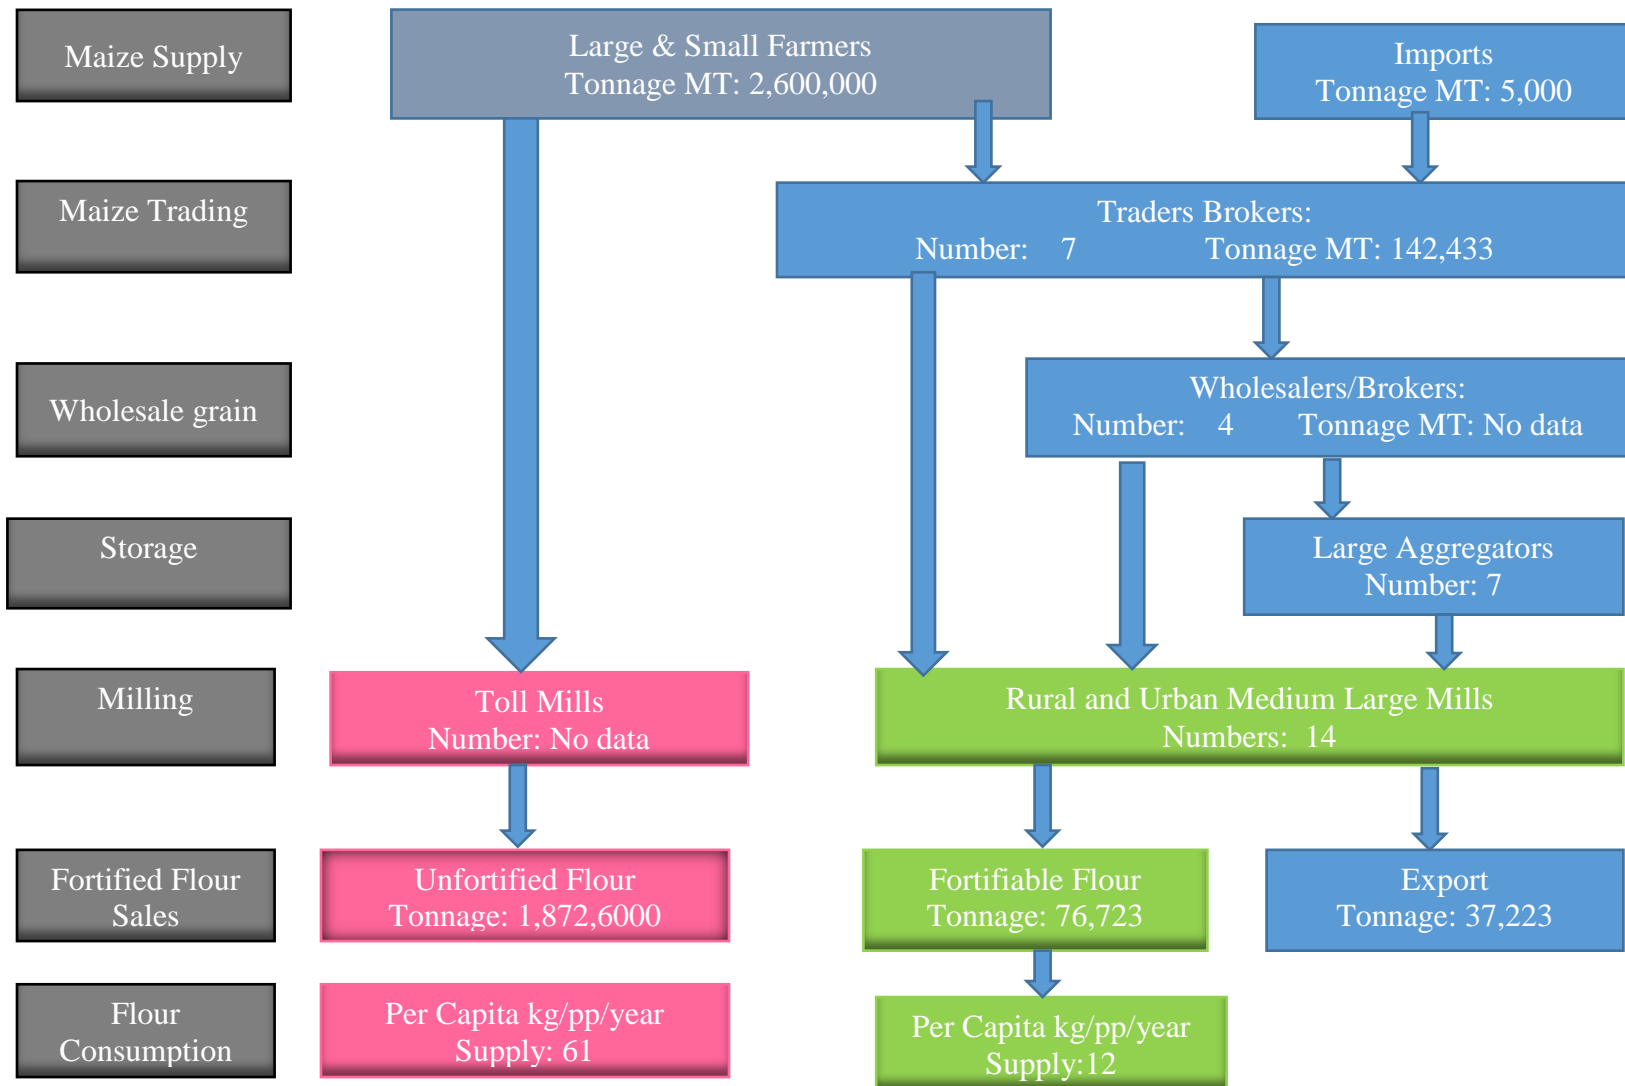 Maize Supply
Large & Small Farmers
Tonnage MT: 2,600,000
Imports
Tonnage MT: 5,000
Maize Trading
Traders Brokers:
Number: 7 Tonnage MT: 142,433
Wholesale grain
Wholesalers/Brokers:
Number: 4 Tonnage MT: No data
Storage
Large Aggregators
Number: 7
Milling
Toll Mills
Number: No data
Rural and Urban Medium Large Mills
Numbers: 14
Fortified Flour
Sales
Unfortified Flour
Tonnage: 1,872,6000
Fortifiable Flour
Tonnage: 76,723
Export
Tonnage: 37,223
Flour
Consumption
Per Capita kg/pp/year
Supply: 61
Per Capita kg/pp/year
Supply:12